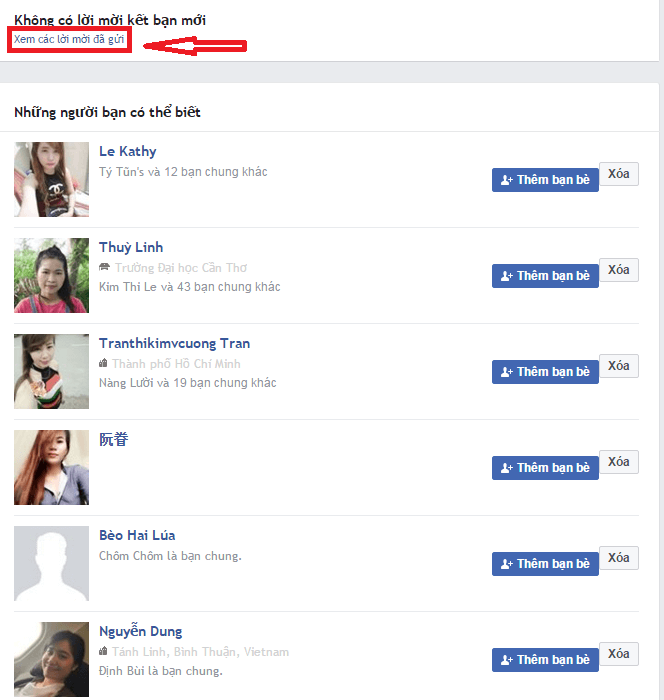 Không có lời mời kết bạn mới
Xem các lời mời đã gửi
Những người bạn có thể biết
Le Kathy
Tý Tũn's và 12 bạn chung khác
Thêm bạn bè
Xóa
Thuỳ Linh
Trường Đại học Cần Thơ
Kim Thi Le và 43 bạn chung khác
Thêm bạn bè
Xóa
Tranthikimvcuong Tran
Thành phố Hồ Chí Minh
Nàng Lười và 19 bạn chung khác
Thêm bạn bè
Xóa
阮眷
Thêm bạn bè
Xóa
Bèo Hai Lúa
Chôm Chôm là bạn chung.
Thêm bạn bè
Xóa
Nguyễn Dung
Tánh Linh, Bình Thuận, Vietnam
Định Bùi là bạn chung.
Thêm bạn bè
Xóa